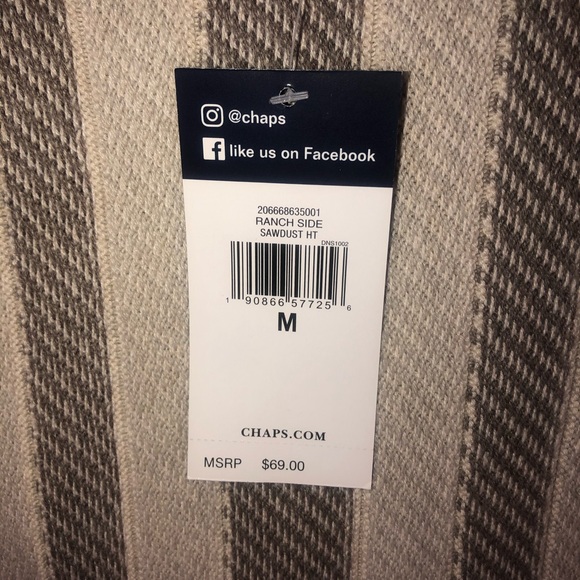 @chaps
like us on Facebook
206668635001
RANCH SIDE
SAWDUST HT
DNS1002
1 90866 57725 6
M
CHAPS.COM
MSRP $69.00